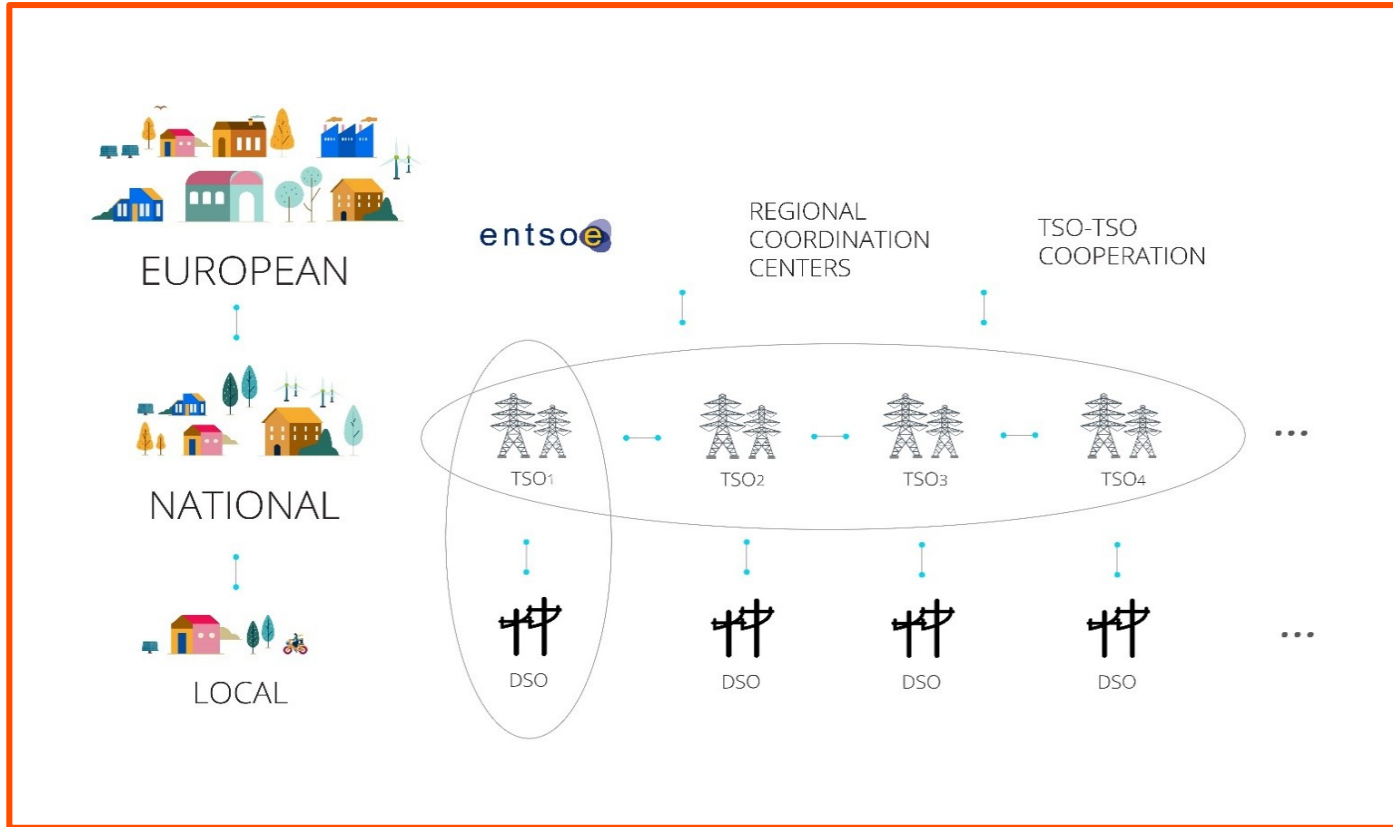 entsoe
REGIONAL
COORDINATION
CENTERS
TSO-TSO
COOPERATION
EUROPEAN
TSO1
TSO2
TSO3
TSO4
...
NATIONAL
DSO
DSO
DSO
DSO
...
LOCAL